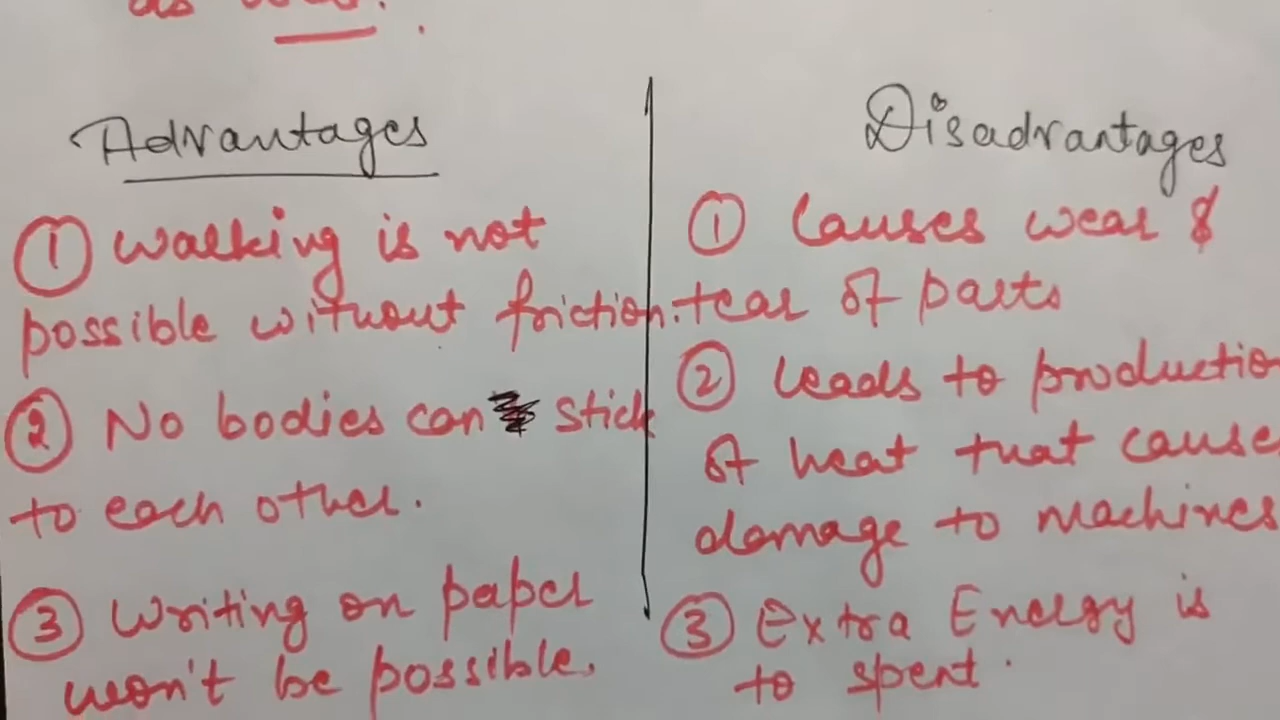 Advantages
① Walking is not
possible without friction.
② No bodies can stick
to each other.
③ Writing on paper
won't be possible.
Disadvantages
① Causes wear &
tear of parts
② Leads to productio
of heat that cause
damage to machines
③ Extra Energy is
to spent.